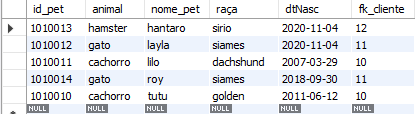 id_pet animal nome_pet raça dtNasc fk_cliente
1010013 hamster hantaro sirio 2020-11-04 12
1010012 gato layla siames 2020-11-04 11
1010011 cachorro lilo dachshund 2007-03-29 10
1010014 gato roy siames 2018-09-30 11
1010010 cachorro tutu golden 2011-06-12 10
NULL NULL NULL NULL NULL NULL